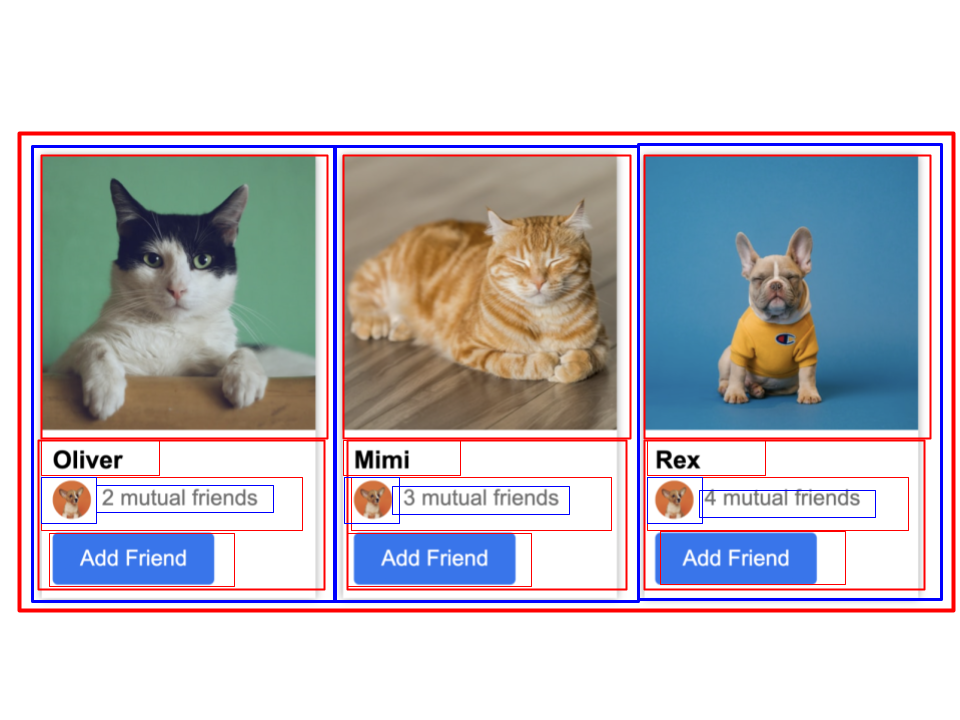 Oliver
2 mutual friends
Add Friend
Mimi
3 mutual friends
Add Friend
Rex
4 mutual friends
Add Friend